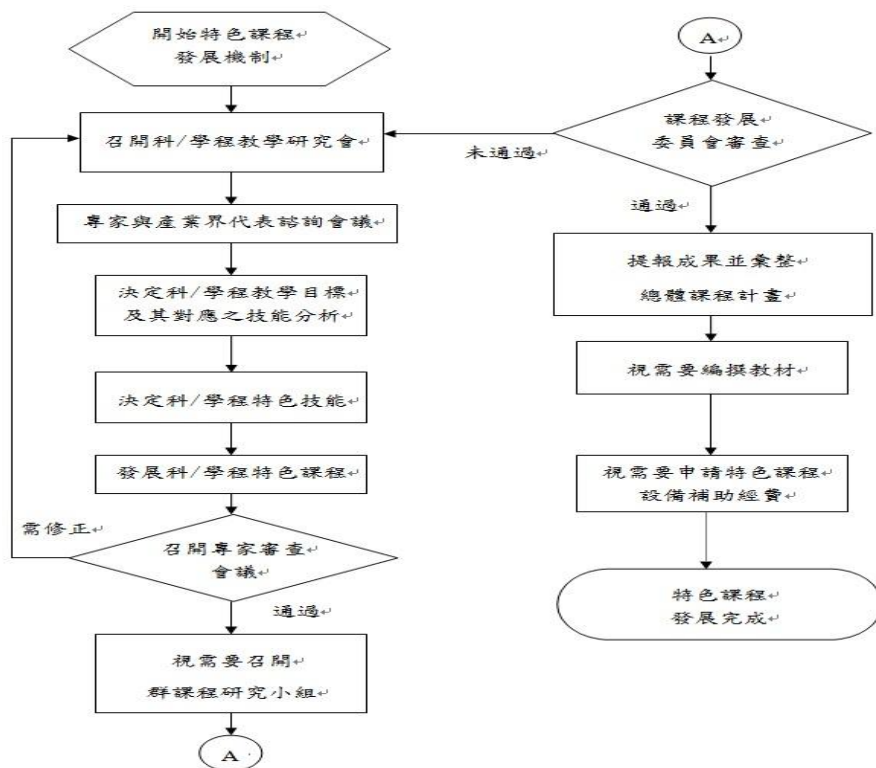 開始特色課程
發展機制
召開科/學程教學研究會
專家與產業界代表諮詢會議
決定科/學程教學目標
及其對應之技能分析
決定科/學程特色技能
發展科/學程特色課程
需修正
召開專家審查
會議
通過
視需要召開
群課程研究小組
A
A
課程發展
委員會審查
未通過
通過
提報成果並彙整
總體課程計畫
視需要編撰教材
視需要申請特色課程
設備補助經費
特色課程
發展完成